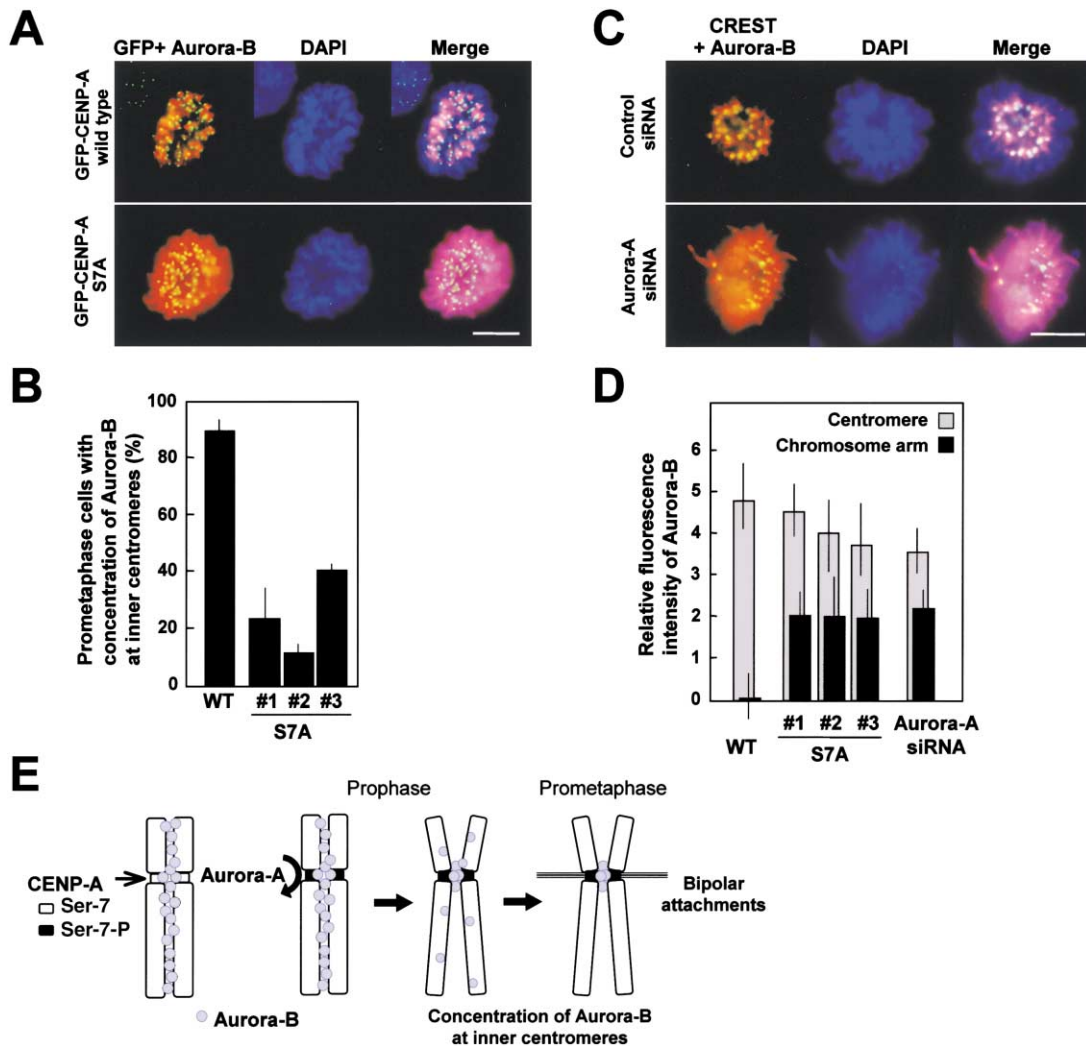 A
GFP+ Aurora-B DAPI Merge
GFP-CENP-A
wild type
GFP-CENP-A
S7A
C
CREST
+ Aurora-B DAPI Merge
Control
siRNA
Aurora-A
siRNA
B
Prometaphase cells with
concentration of Aurora-B
at inner centromeres (%)
100
80
60
40
20
0
WT #1 #2 #3
S7A
D
Relative fluorescence
intensity of Aurora-B
Centromere
Chromosome arm
6
5
4
3
2
1
0
WT #1 #2 #3 Aurora-A
siRNA
S7A
E
Prophase Prometaphase
CENP-A
Ser-7
Ser-7-P
Aurora-A
Aurora-B
Bipolar
attachments
Concentration of Aurora-B
at inner centromeres